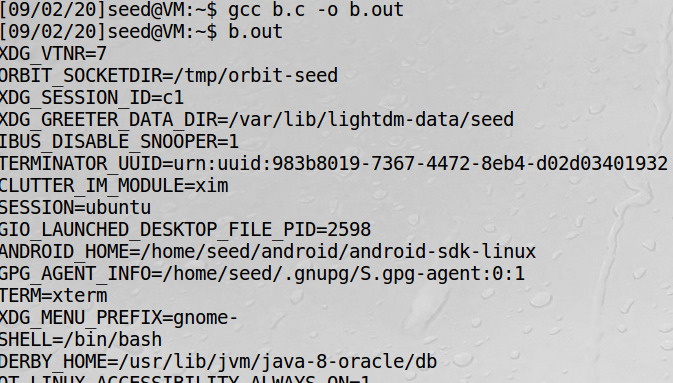 [09/02/20]seed@VM:~$ gcc b.c -o b.out
[09/02/20]seed@VM:~$ b.out
XDG_VTNR=7
ORBIT_SOCKETDIR=/tmp/orbit-seed
XDG_SESSION_ID=c1
XDG_GREETER_DATA_DIR=/var/lib/lightdm-data/seed
IBUS_DISABLE_SNOOPER=1
TERMINATOR_UUID=urn:uuid:983b8019-7367-4472-8eb4-d02d03401932
CLUTTER_IM_MODULE=xim
SESSION=ubuntu
GIO_LAUNCHED_DESKTOP_FILE_PID=2598
ANDROID_HOME=/home/seed/android/android-sdk-linux
GPG_AGENT_INFO=/home/seed/.gnupg/S.gpg-agent:0:1
TERM=xterm
XDG_MENU_PREFIX=gnome-
SHELL=/bin/bash
DERBY_HOME=/usr/lib/jvm/java-8-oracle/db
QT_LINUX_ACCESSIBILITY_ALWAYS_ON=1